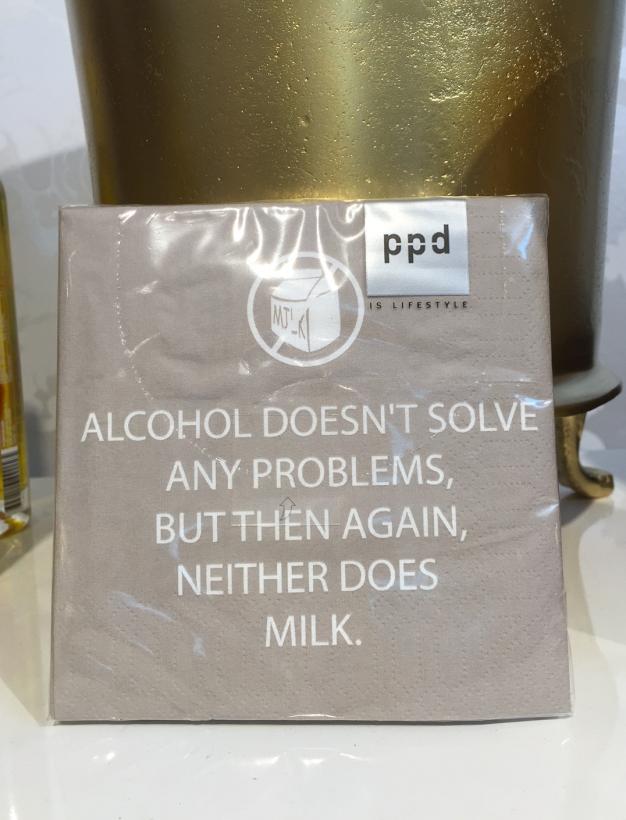 ppd
IS LIFESTYLE
MILK
ALCOHOL DOESN'T SOLVE
ANY PROBLEMS,
BUT THEN AGAIN,
NEITHER DOES
MILK.